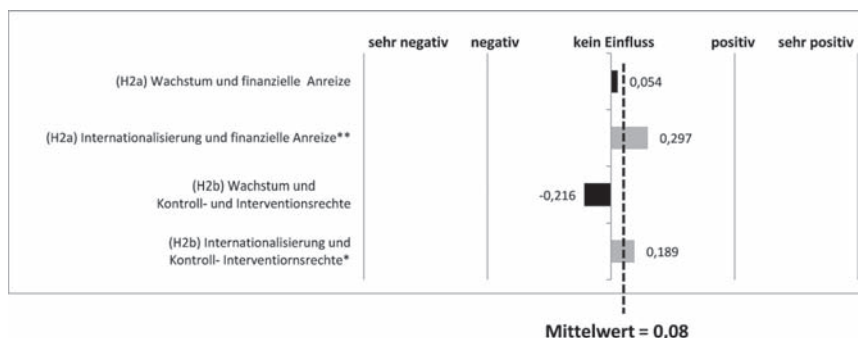 sehr negativ negativ kein Einfluss positiv sehr positiv
(H2a) Wachstum und finanzielle Anreize
0,054
(H2a) Internationalisierung und finanzielle Anreize**
0,297
(H2b) Wachstum und
Kontroll- und Interventionsrechte
-0,216
(H2b) Internationalisierung und
Kontroll- Interventiornsrechte*
0,189
Mittelwert = 0,08